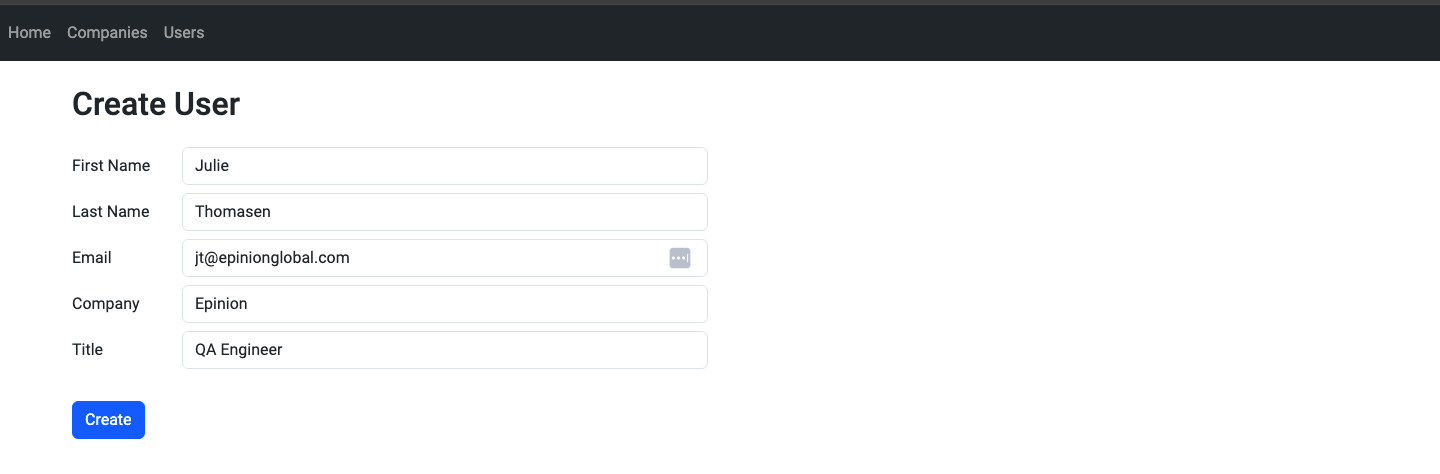 Home Companies Users
Create User
First Name Julie
Last Name Thomasen
Email jt@epinionglobal.com
Company Epinion
Title QA Engineer
Create